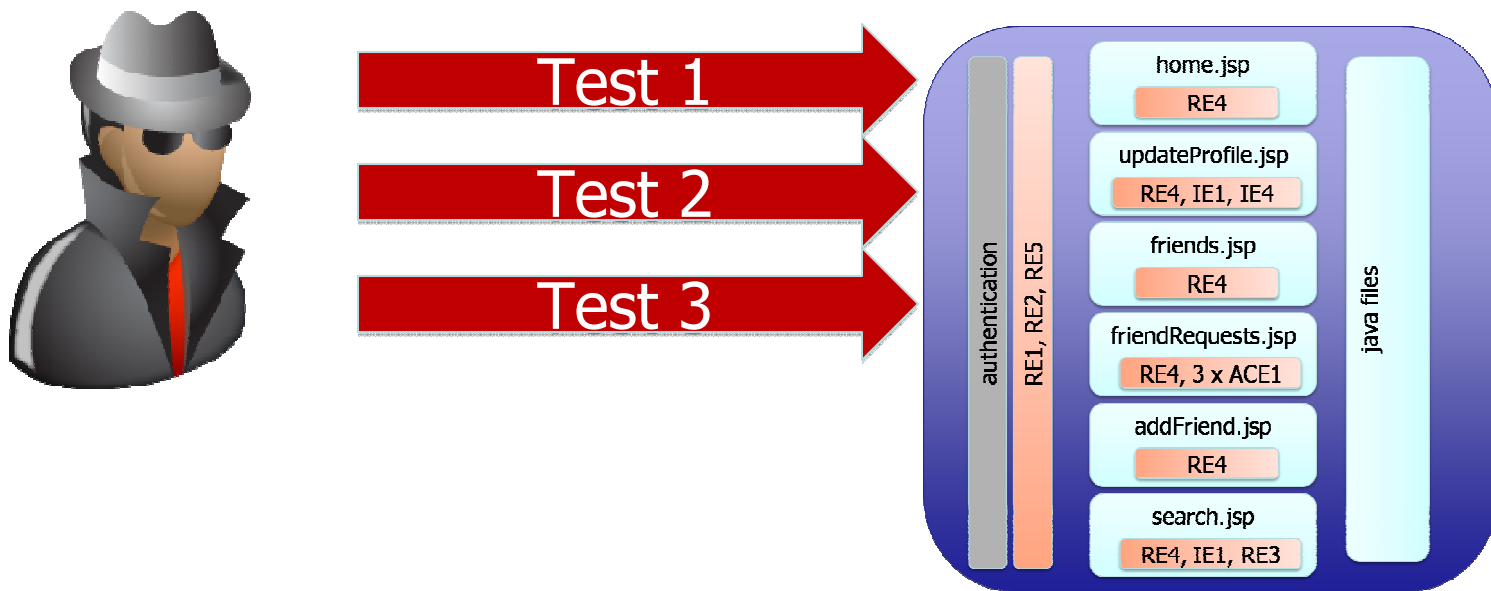 Test 1
Test 2
Test 3
authentication
RE1, RE2, RE5
home.jsp
RE4
updateProfile.jsp
RE4, IE1, IE4
friends.jsp
RE4
friendRequests.jsp
RE4, 3 x ACE1
addFriend.jsp
RE4
search.jsp
RE4, IE1, RE3
java files